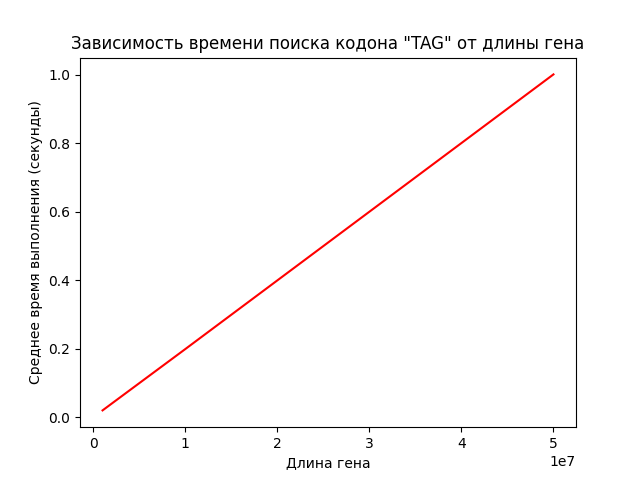 Зависимость времени поиска кодона "TAG" от длины гена
1.0
0.8
0.6
0.4
0.2
0.0
Среднее время выполнения (секунды)
0 1 2 3 4 5
1e7
Длина гена